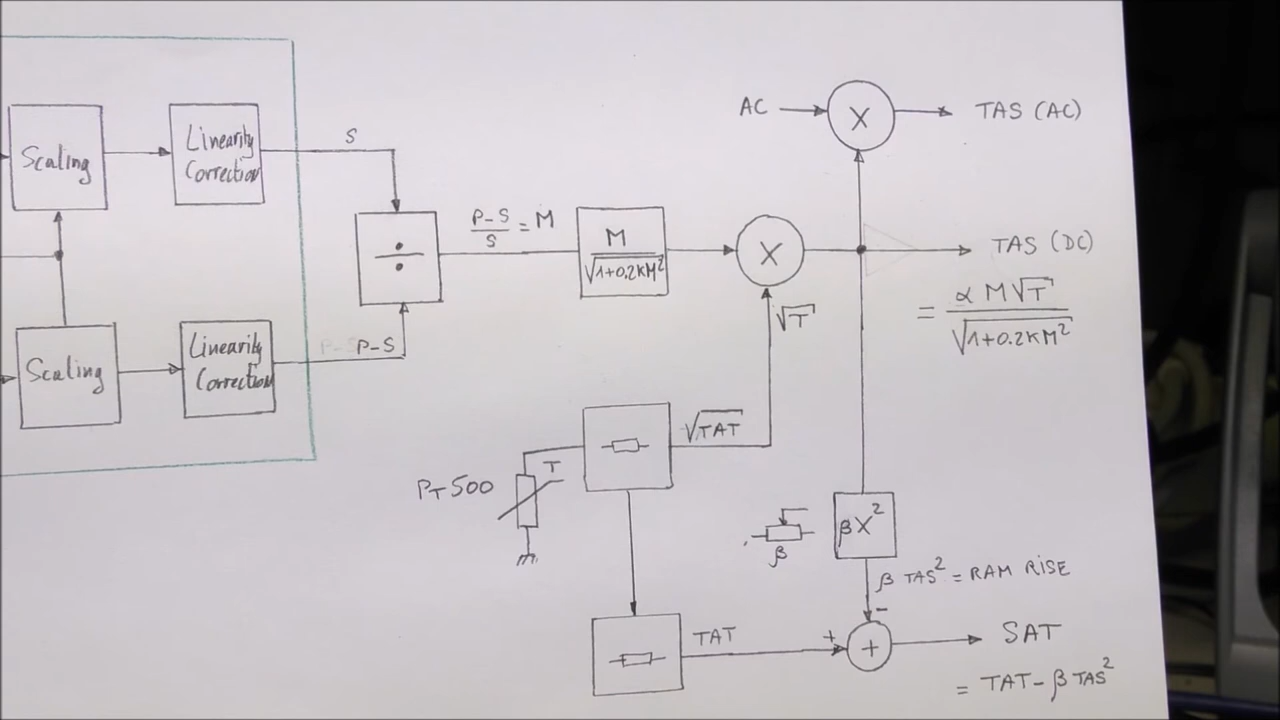 AC
X
TAS (AC)
Scaling
Linearity
Correction
S
÷
P-S/S = M
M/√1+0.2KM²
X
TAS (DC)
= α M√T/√1+0.2KM²
√T
Scaling
Linearity
Correction
P-S
√TAT
PT500
T
β
βX²
β TAS² = RAM RISE
-
TAT
+
+
SAT
= TAT - β TAS²